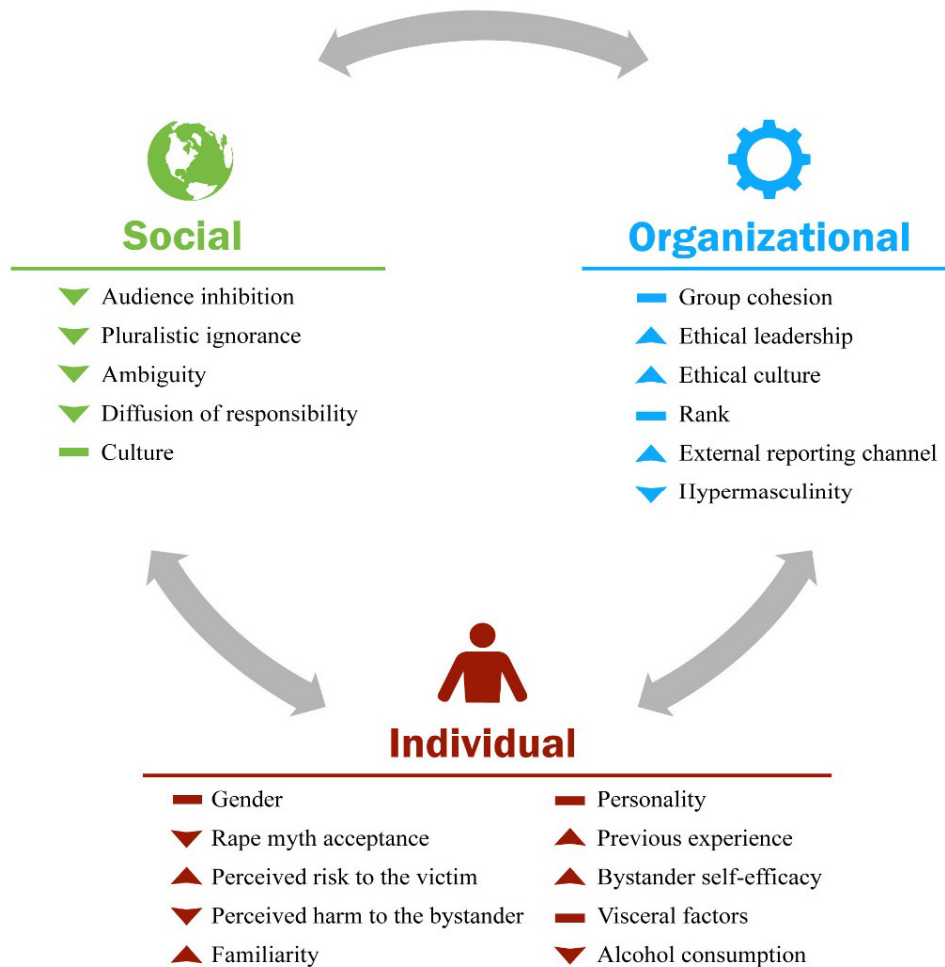 Social
Audience inhibition
Pluralistic ignorance
Ambiguity
Diffusion of responsibility
Culture
Organizational
Group cohesion
Ethical leadership
Ethical culture
Rank
External reporting channel
Hypermasculinity
Individual
Gender
Rape myth acceptance
Perceived risk to the victim
Perceived harm to the bystander
Familiarity
Personality
Previous experience
Bystander self-efficacy
Visceral factors
Alcohol consumption